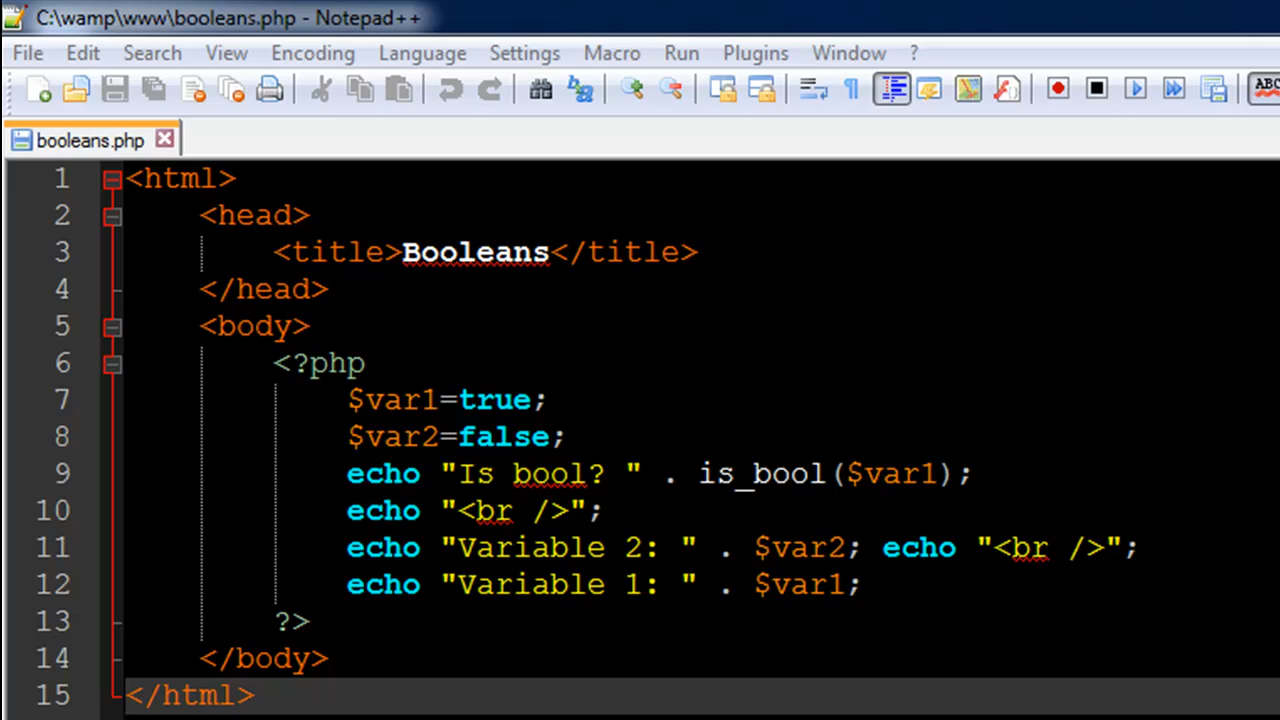 C:\wamp\www\booleans.php - Notepad++
File Edit Search View Encoding Language Settings Macro Run Plugins Window ?
ABC
booleans.php
1 <html>
2 <head>
3 <title>Booleans</title>
4 </head>
5 <body>
6 <?php
7 $var1=true;
8 $var2=false;
9 echo "Is bool? " . is_bool($var1);
10 echo "<br />";
11 echo "Variable 2: " . $var2; echo "<br />";
12 echo "Variable 1: " . $var1;
13 ?>
14 </body>
15 </html>